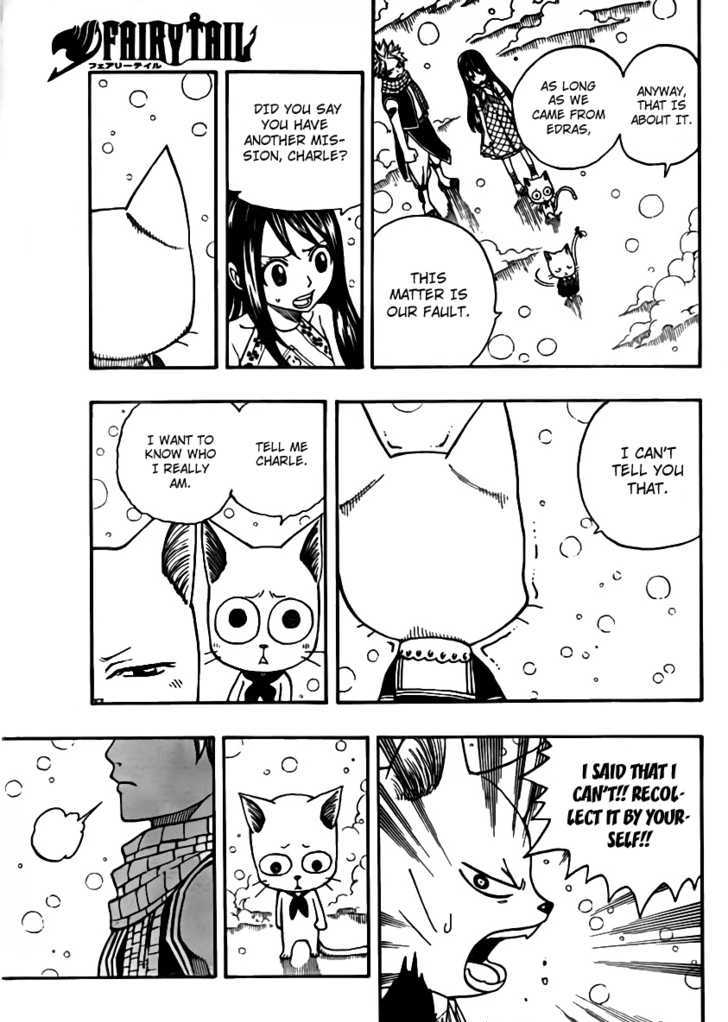 FAIRY TAIL
フェアリーテイル
ANYWAY,
THAT IS
ABOUT IT.
AS LONG
AS WE
CAME FROM
EDRAS,
THIS
MATTER IS
OUR FAULT.
DID YOU SAY
YOU HAVE
ANOTHER MIS-
SION, CHARLE?
I CAN'T
TELL YOU
THAT.
TELL ME
CHARLE.
I WANT TO
KNOW WHO
I REALLY
AM.
I SAID THAT I
CAN'T!! RECOL-
LECT IT BY YOUR-
SELF!!